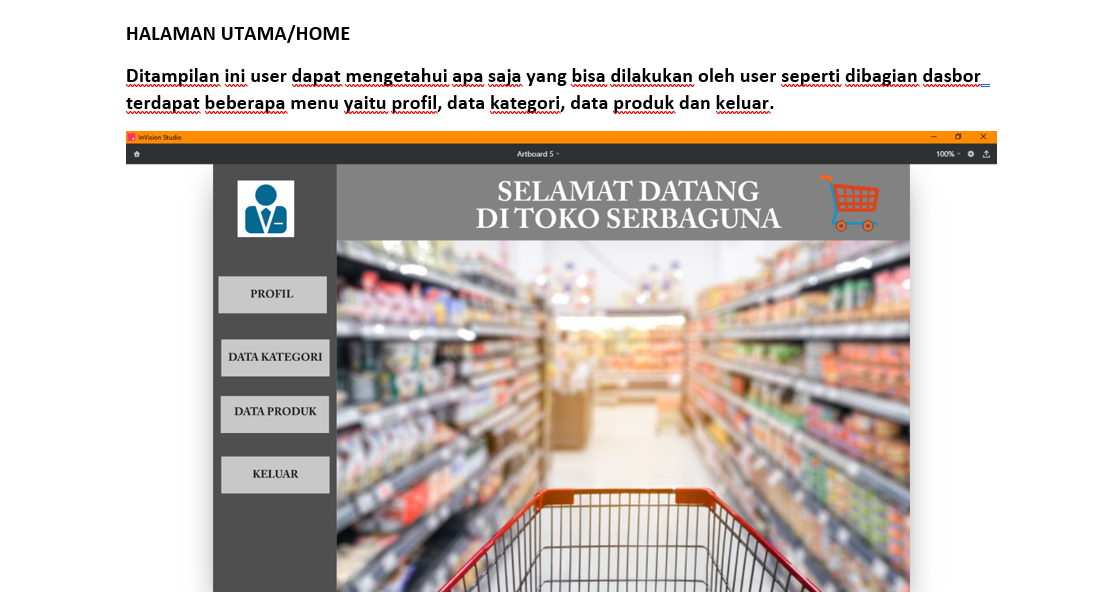 HALAMAN UTAMA/HOME
Ditampilan ini user dapat mengetahui apa saja yang bisa dilakukan oleh user seperti dibagian dasbor
terdapat beberapa menu yaitu profil, data kategori, data produk dan keluar.
InVision Studio
Artboard 5
100%
SELAMAT DATANG
DI TOKO SERBAGUNA
PROFIL
DATA KATEGORI
DATA PRODUK
KELUAR